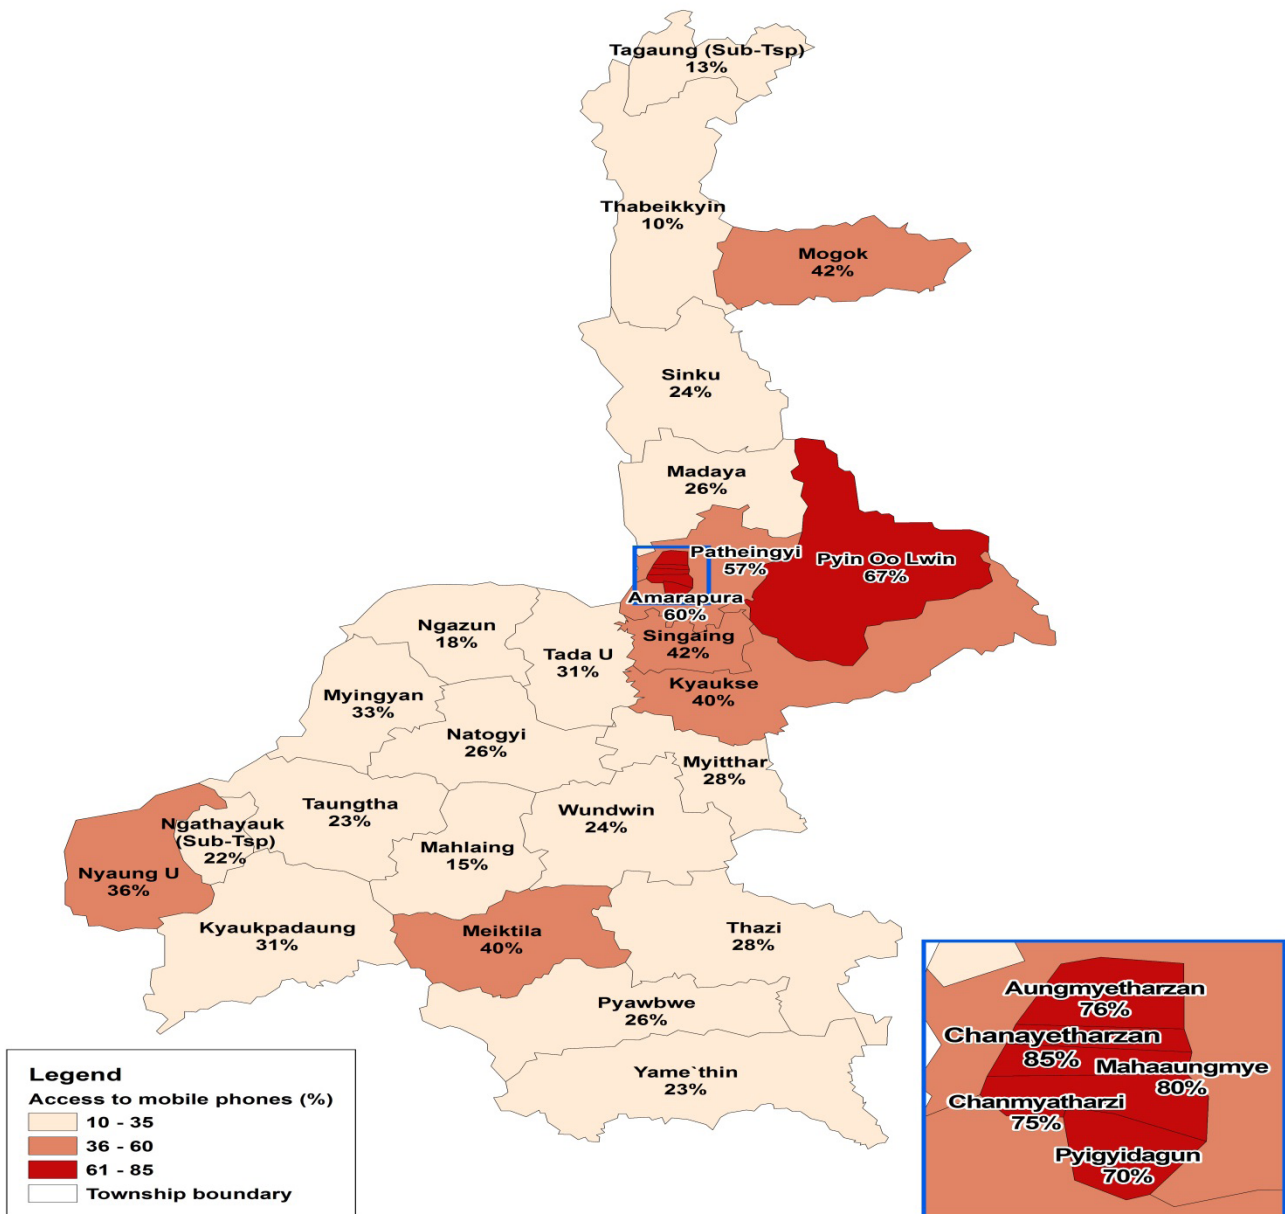 Tagaung (Sub-Tsp)
13%
Thabeikkyin
10%
Mogok
42%
Sinku
24%
Madaya
26%
Patheingyi
57%
Pyin Oo Lwin
67%
Amarapura
60%
Ngazun
18%
Tada U
31%
Singaing
42%
Kyaukse
40%
Myingyan
33%
Natogyi
26%
Myitthar
28%
Taungtha
23%
Wundwin
24%
Ngathayauk
(Sub-Tsp)
22%
Mahlaing
15%
Nyaung U
36%
Kyaukpadaung
31%
Meiktila
40%
Thazi
28%
Pyawbwe
26%
Yame`thin
23%
Aungmyetharzan
76%
Chanayetharzan
85%
Mahaaungmye
80%
Chanmyatharzi
75%
Pyigyidagun
70%
Legend
Access to mobile phones (%)
10 - 35
36 - 60
61 - 85
Township boundary